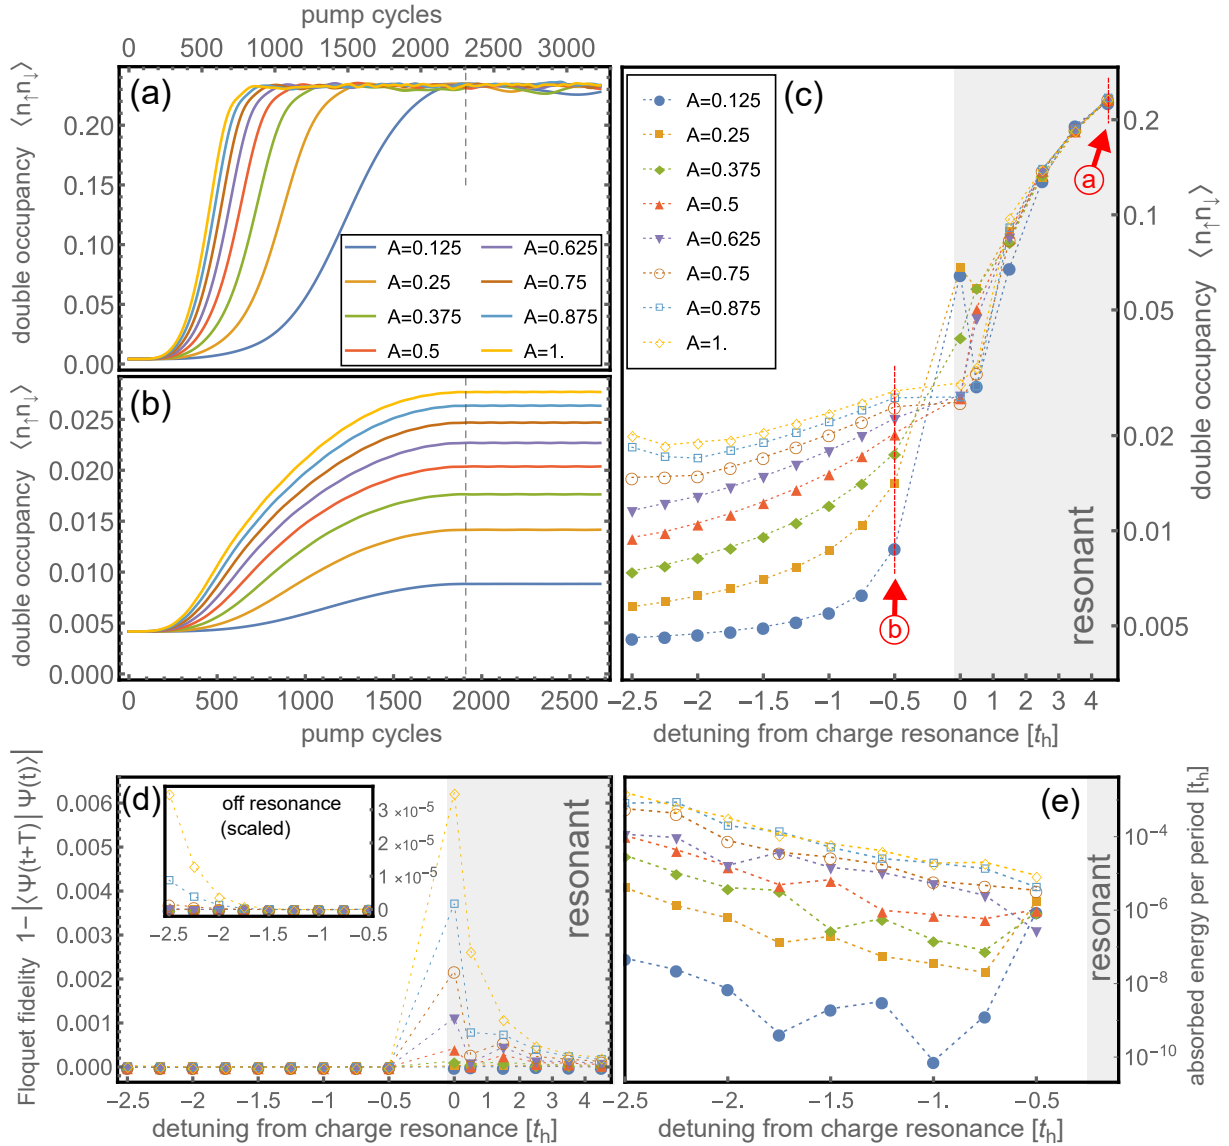 pump cycles
0 500 1000 1500 2000 2500 3000
(a)
double occupancy ⟨n↑n↓⟩
0.20
0.15
0.10
0.05
0.00
A=0.125 A=0.625
A=0.25 A=0.75
A=0.375 A=0.875
A=0.5 A=1.
(b)
double occupancy ⟨n↑n↓⟩
0.025
0.020
0.015
0.010
0.005
0.000
0 500 1000 1500 2000 2500
pump cycles
(c)
A=0.125
A=0.25
A=0.375
A=0.5
A=0.625
A=0.75
A=0.875
A=1.
a
b
resonant
0.2
0.1
0.05
0.02
0.01
0.005
double occupancy ⟨n↑n↓⟩
−2.5 −2 −1.5 −1 −0.5 0 1 2 3 4
detuning from charge resonance [th]
(d)
off resonance
(scaled)
3 ×10⁻⁵
2 ×10⁻⁵
1 ×10⁻⁵
0
−2.5 −2 −1.5 −1 −0.5
resonant
Floquet fidelity 1−|⟨Ψ(t+T)|Ψ(t)⟩|
0.006
0.005
0.004
0.003
0.002
0.001
0.000
−2.5 −2 −1.5 −1 −0.5 0 1 2 3 4
detuning from charge resonance [th]
(e)
resonant
10⁻⁴
10⁻⁶
10⁻⁸
10⁻¹⁰
absorbed energy per period [th]
−2.5 −2. −1.5 −1. −0.5
detuning from charge resonance [th]